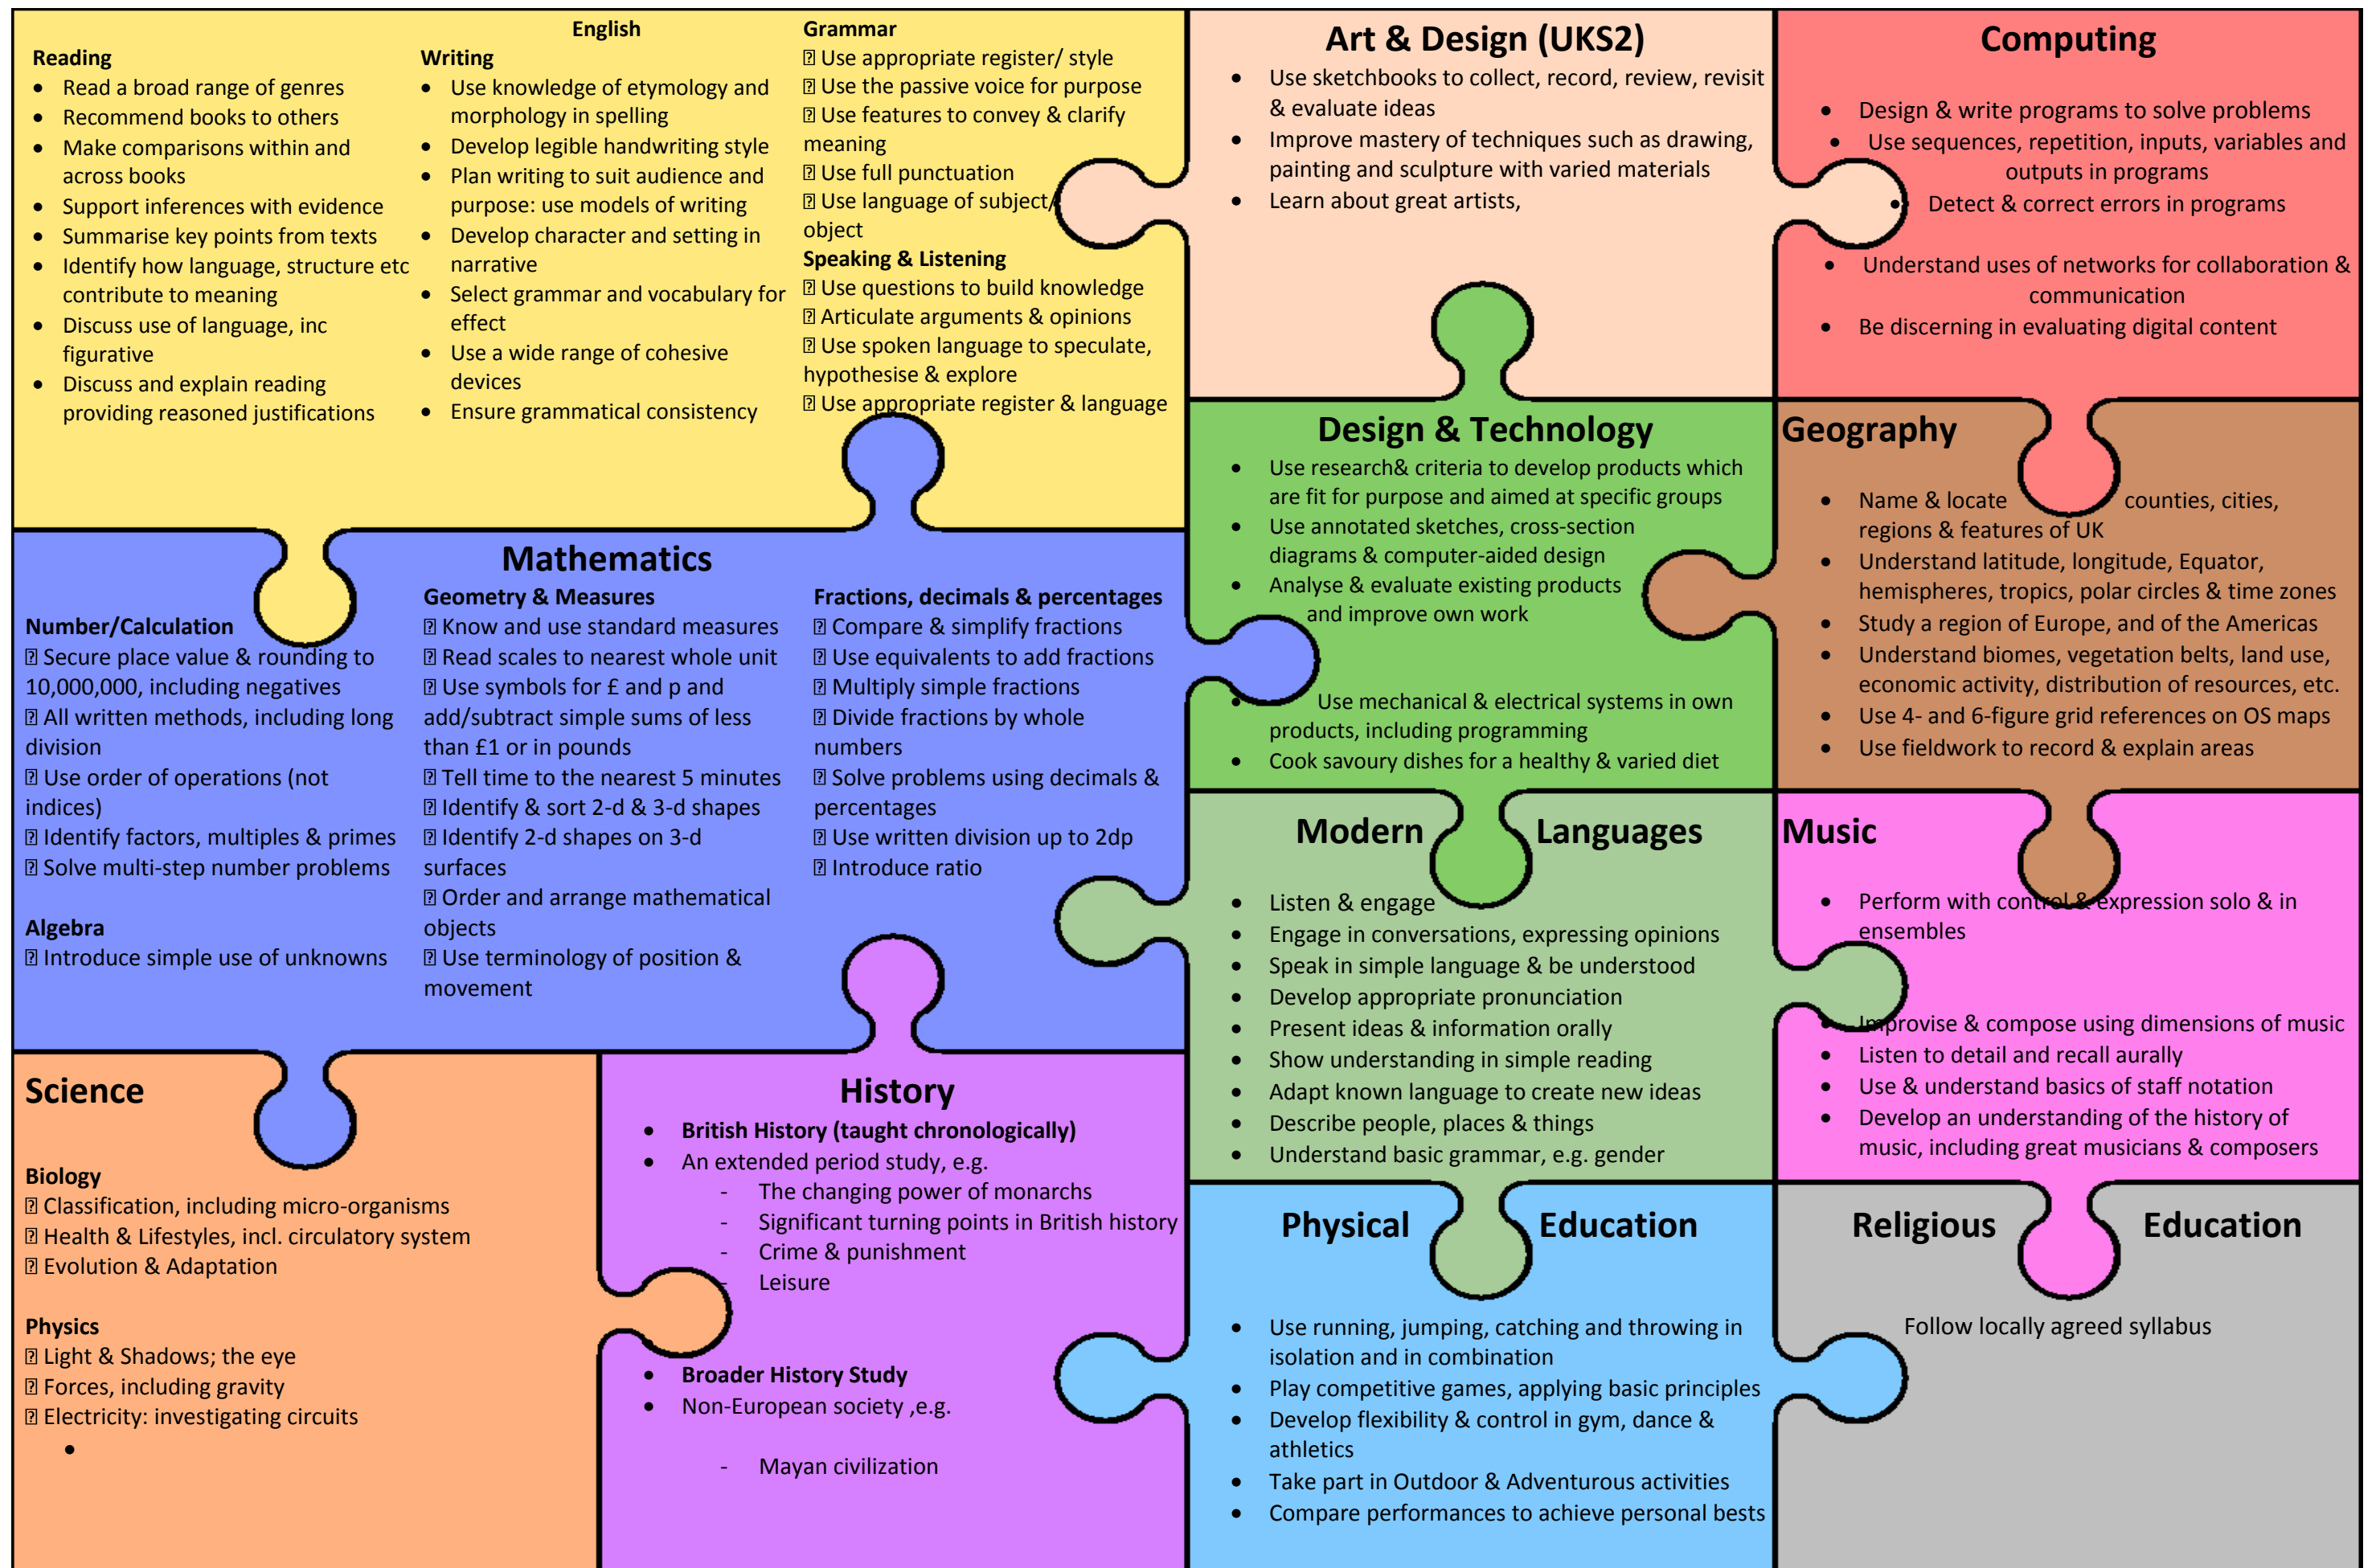 English
Reading
• Read a broad range of genres
• Recommend books to others
• Make comparisons within and
across books
• Support inferences with evidence
• Summarise key points from texts
• Identify how language, structure etc
contribute to meaning
• Discuss use of language, inc
figurative
• Discuss and explain reading
providing reasoned justifications
Writing
• Use knowledge of etymology and
morphology in spelling
• Develop legible handwriting style
• Plan writing to suit audience and
purpose: use models of writing
• Develop character and setting in
narrative
• Select grammar and vocabulary for
effect
• Use a wide range of cohesive
devices
• Ensure grammatical consistency
Grammar
⍰ Use appropriate register/ style
⍰ Use the passive voice for purpose
⍰ Use features to convey & clarify
meaning
⍰ Use full punctuation
⍰ Use language of subject/
object
Speaking & Listening
⍰ Use questions to build knowledge
⍰ Articulate arguments & opinions
⍰ Use spoken language to speculate,
hypothesise & explore
⍰ Use appropriate register & language
Art & Design (UKS2)
• Use sketchbooks to collect, record, review, revisit
& evaluate ideas
• Improve mastery of techniques such as drawing,
painting and sculpture with varied materials
• Learn about great artists,
Computing
• Design & write programs to solve problems
• Use sequences, repetition, inputs, variables and
outputs in programs
• Detect & correct errors in programs
• Understand uses of networks for collaboration &
communication
• Be discerning in evaluating digital content
Mathematics
Number/Calculation
⍰ Secure place value & rounding to
10,000,000, including negatives
⍰ All written methods, including long
division
⍰ Use order of operations (not
indices)
⍰ Identify factors, multiples & primes
⍰ Solve multi-step number problems
Algebra
⍰ Introduce simple use of unknowns
Geometry & Measures
⍰ Know and use standard measures
⍰ Read scales to nearest whole unit
⍰ Use symbols for £ and p and
add/subtract simple sums of less
than £1 or in pounds
⍰ Tell time to the nearest 5 minutes
⍰ Identify & sort 2-d & 3-d shapes
⍰ Identify 2-d shapes on 3-d
surfaces
⍰ Order and arrange mathematical
objects
⍰ Use terminology of position &
movement
Fractions, decimals & percentages
⍰ Compare & simplify fractions
⍰ Use equivalents to add fractions
⍰ Multiply simple fractions
⍰ Divide fractions by whole
numbers
⍰ Solve problems using decimals &
percentages
⍰ Use written division up to 2dp
⍰ Introduce ratio
Design & Technology
• Use research& criteria to develop products which
are fit for purpose and aimed at specific groups
• Use annotated sketches, cross-section
diagrams & computer-aided design
• Analyse & evaluate existing products
and improve own work
• Use mechanical & electrical systems in own
products, including programming
• Cook savoury dishes for a healthy & varied diet
Geography
• Name & locate counties, cities,
regions & features of UK
• Understand latitude, longitude, Equator,
hemispheres, tropics, polar circles & time zones
• Study a region of Europe, and of the Americas
• Understand biomes, vegetation belts, land use,
economic activity, distribution of resources, etc.
• Use 4- and 6-figure grid references on OS maps
• Use fieldwork to record & explain areas
Modern Languages
• Listen & engage
• Engage in conversations, expressing opinions
• Speak in simple language & be understood
• Develop appropriate pronunciation
• Present ideas & information orally
• Show understanding in simple reading
• Adapt known language to create new ideas
• Describe people, places & things
• Understand basic grammar, e.g. gender
Music
• Perform with control & expression solo & in
ensembles
• Improvise & compose using dimensions of music
• Listen to detail and recall aurally
• Use & understand basics of staff notation
• Develop an understanding of the history of
music, including great musicians & composers
Science
Biology
⍰ Classification, including micro-organisms
⍰ Health & Lifestyles, incl. circulatory system
⍰ Evolution & Adaptation
Physics
⍰ Light & Shadows; the eye
⍰ Forces, including gravity
⍰ Electricity: investigating circuits
•
History
• British History (taught chronologically)
• An extended period study, e.g.
- The changing power of monarchs
- Significant turning points in British history
- Crime & punishment
- Leisure
• Broader History Study
• Non-European society ,e.g.
- Mayan civilization
Physical Education
• Use running, jumping, catching and throwing in
isolation and in combination
• Play competitive games, applying basic principles
• Develop flexibility & control in gym, dance &
athletics
• Take part in Outdoor & Adventurous activities
• Compare performances to achieve personal bests
Religious Education
Follow locally agreed syllabus